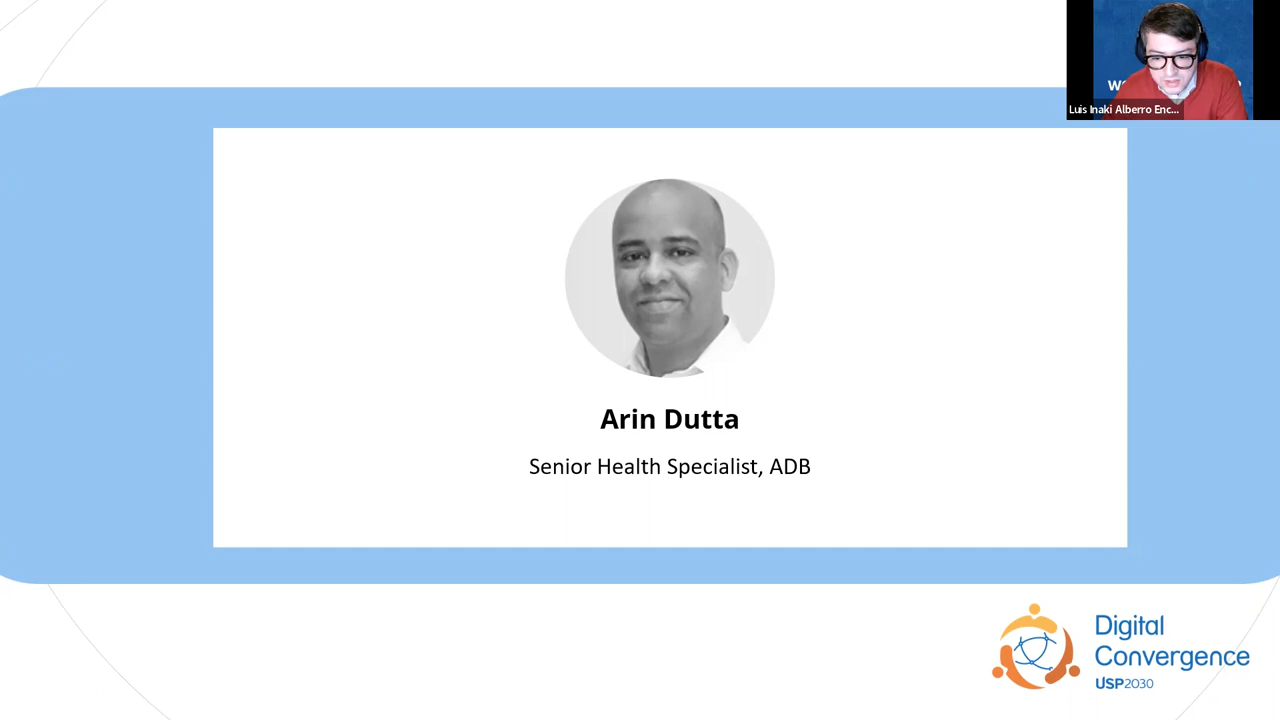 Luis Inaki Alberro Enc...
Arin Dutta
Senior Health Specialist, ADB
Digital
Convergence
USP2030